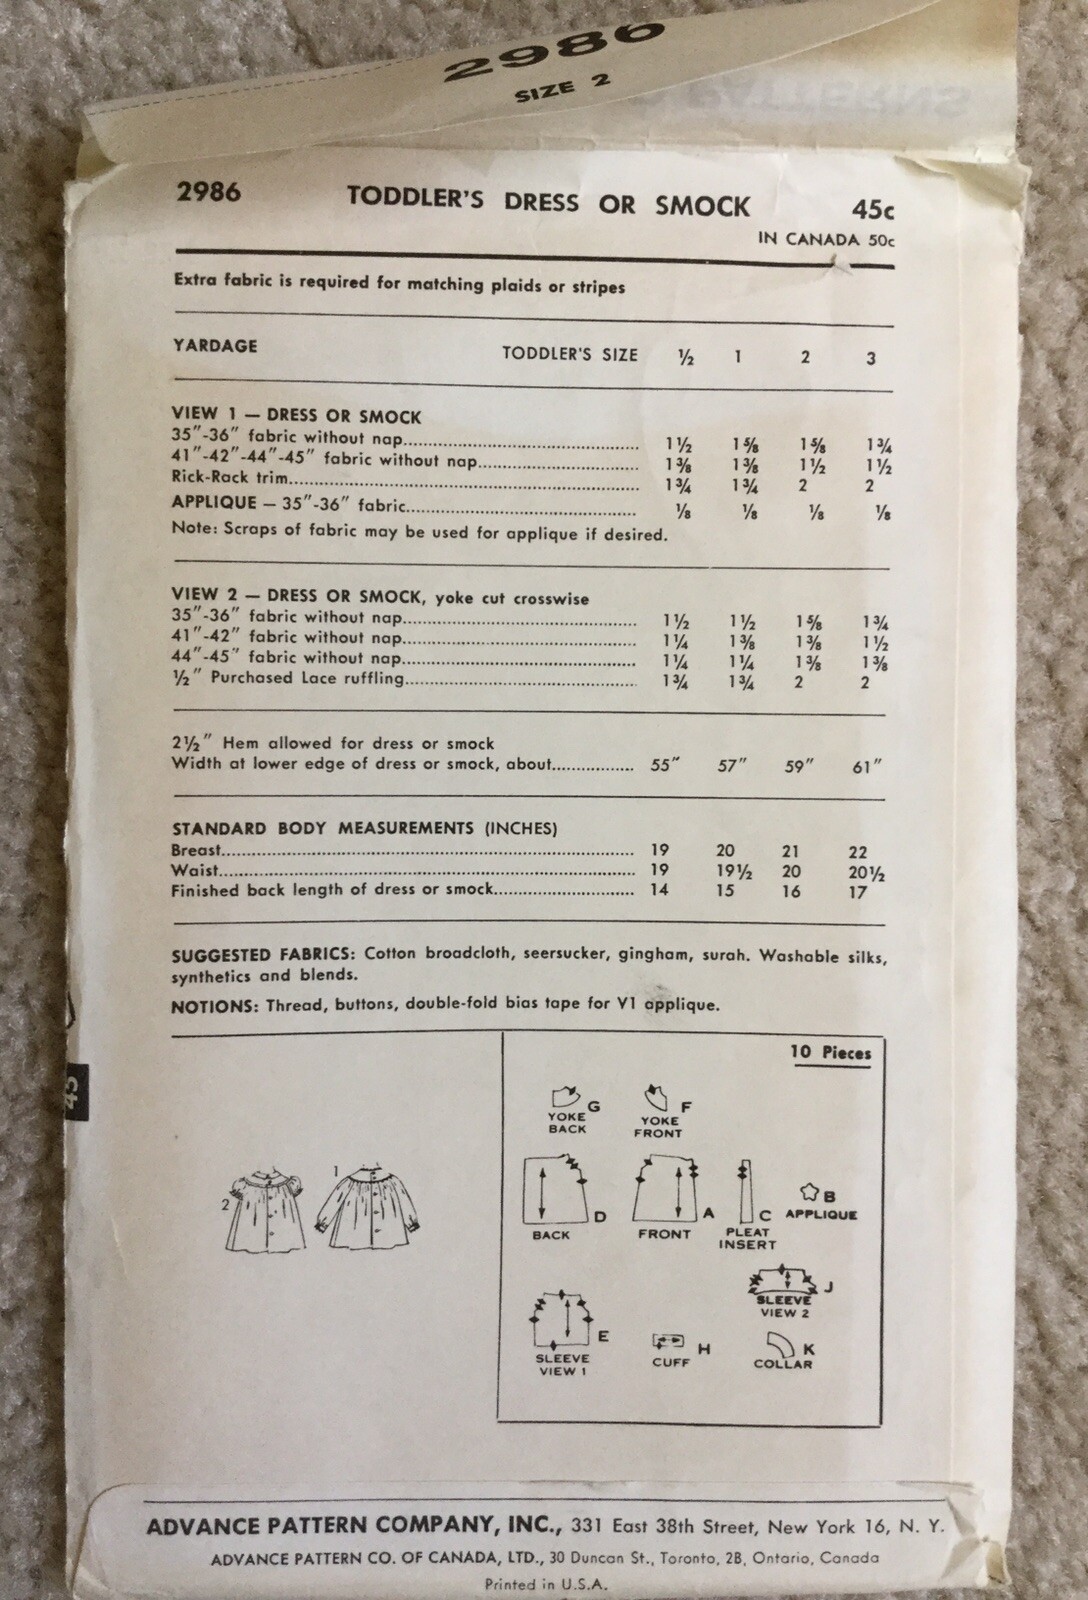 2986
SIZE 2
PATTERNS
2986 TODDLER'S DRESS OR SMOCK 45c
IN CANADA 50c
Extra fabric is required for matching plaids or stripes
YARDAGE TODDLER'S SIZE ½ 1 2 3
VIEW 1 — DRESS OR SMOCK
35"-36" fabric without nap 1½ 1⅝ 1⅝ 1¾
41"-42"-44"-45" fabric without nap 1⅜ 1⅜ 1½ 1½
Rick-Rack trim 1¾ 1¾ 2 2
APPLIQUE — 35"-36" fabric ⅛ ⅛ ⅛ ⅛
Note: Scraps of fabric may be used for applique if desired.
VIEW 2 — DRESS OR SMOCK, yoke cut crosswise
35"-36" fabric without nap 1½ 1½ 1⅝ 1¾
41"-42" fabric without nap 1¼ 1⅜ 1⅜ 1½
44"-45" fabric without nap 1¼ 1¼ 1⅜ 1⅜
½" Purchased Lace ruffling 1¾ 1¾ 2 2
2½" Hem allowed for dress or smock
Width at lower edge of dress or smock, about 55" 57" 59" 61"
STANDARD BODY MEASUREMENTS (INCHES)
Breast 19 20 21 22
Waist 19 19½ 20 20½
Finished back length of dress or smock 14 15 16 17
SUGGESTED FABRICS: Cotton broadcloth, seersucker, gingham, surah. Washable silks,
synthetics and blends.
NOTIONS: Thread, buttons, double-fold bias tape for V1 applique.
45
2
1
10 Pieces
G
YOKE
BACK
F
YOKE
FRONT
D
BACK
A
FRONT
C
PLEAT
INSERT
B
APPLIQUE
E
SLEEVE
VIEW 1
H
CUFF
J
SLEEVE
VIEW 2
K
COLLAR
ADVANCE PATTERN COMPANY, INC., 331 East 38th Street, New York 16, N. Y.
ADVANCE PATTERN CO. OF CANADA, LTD., 30 Duncan St., Toronto, 2B, Ontario, Canada
Printed in U.S.A.